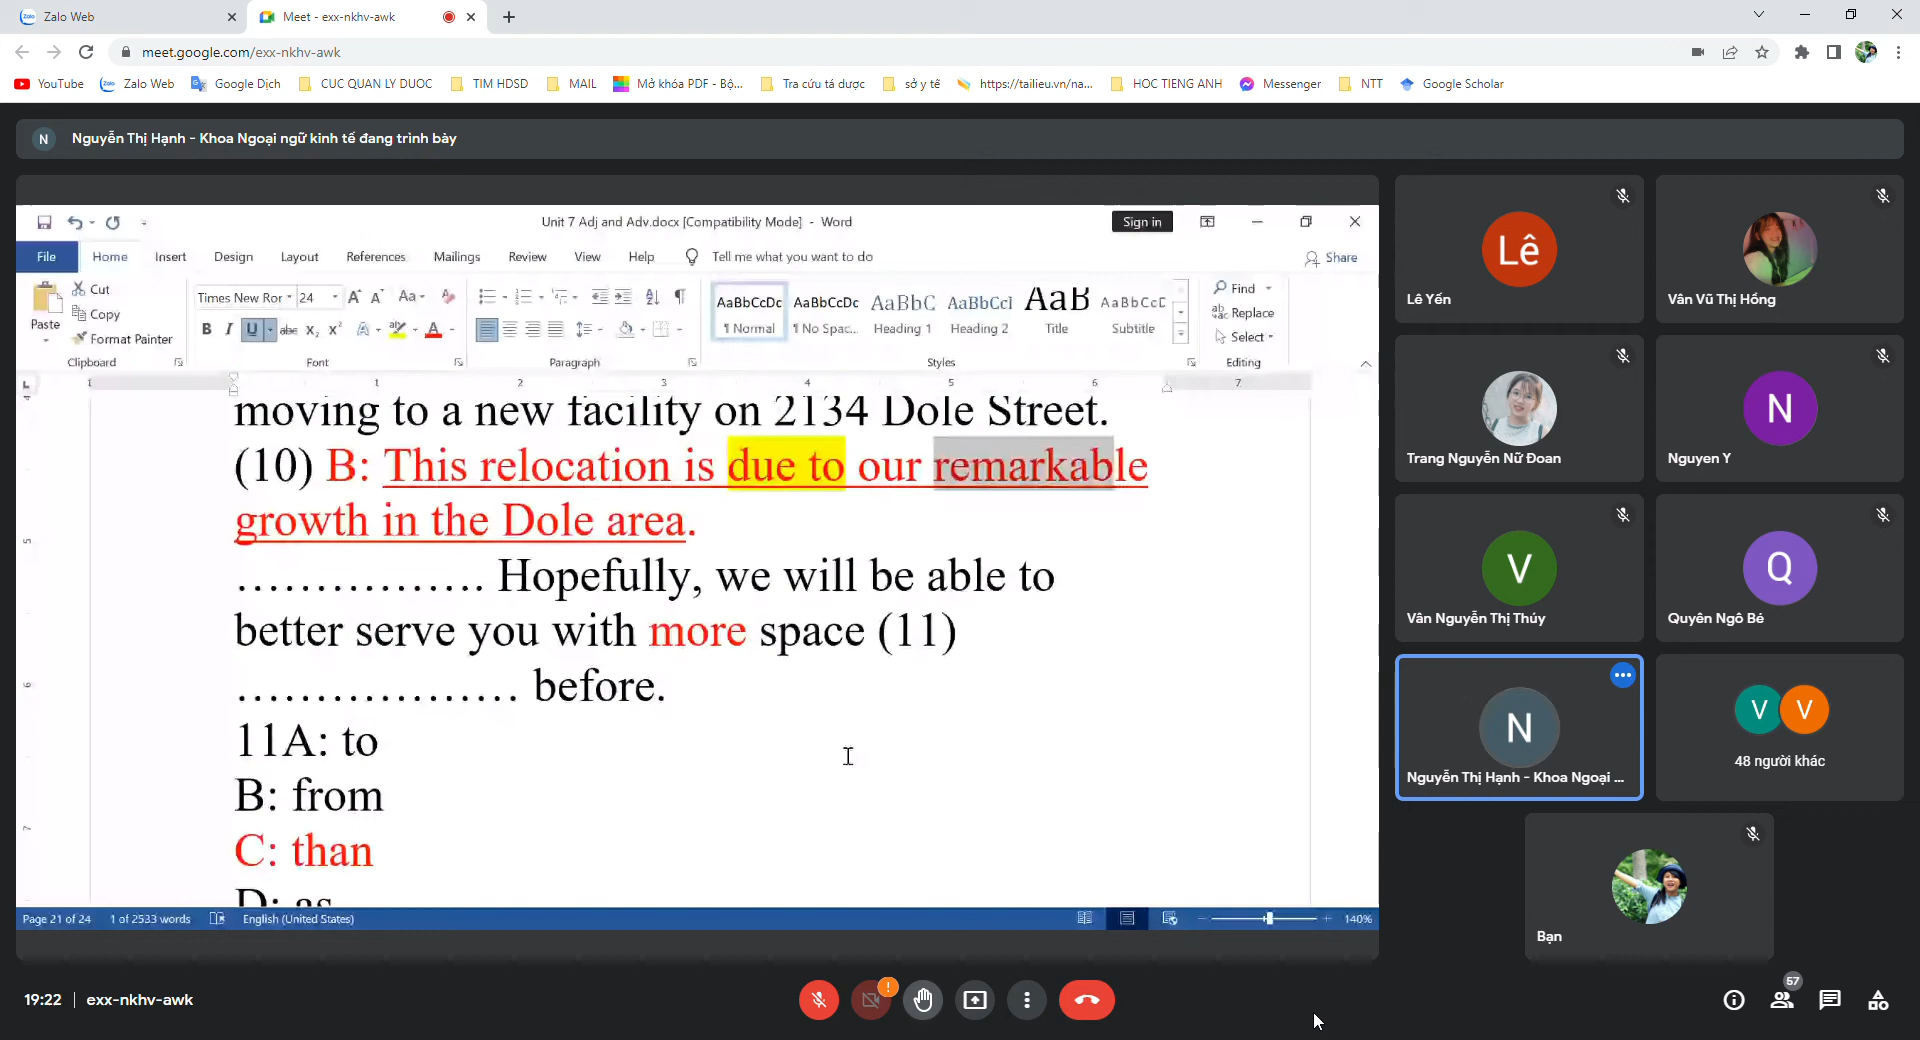 Zalo Web
Meet - exx-nkhv-awk
meet.google.com/exx-nkhv-awk
YouTube
Zalo Web
Google Dịch
CUC QUAN LY DUOC
TIM HDSD
MAIL
Mở khóa PDF - Bộ...
Tra cứu tá dược
sở y tế
https://tailieu.vn/na...
HOC TIENG ANH
Messenger
NTT
Google Scholar
N
Nguyễn Thị Hạnh - Khoa Ngoại ngữ kinh tế đang trình bày
Unit 7 Adj and Adv.docx [Compatibility Mode] - Word
Sign in
File
Home
Insert
Design
Layout
References
Mailings
Review
View
Help
Tell me what you want to do
Share
Paste
Cut
Copy
Format Painter
Clipboard
Times New Ror
24
Font
Paragraph
AaBbCcDc
¶ Normal
AaBbCcDc
¶ No Spac...
AaBbC
Heading 1
AaBbCcI
Heading 2
AaB
Title
AaBbCcD
Subtitle
Styles
Find
Replace
Select
Editing
1 1 2 3 4 5 6 7
moving to a new facility on 2134 Dole Street.
(10) B: This relocation is due to our remarkable
growth in the Dole area.
................ Hopefully, we will be able to
better serve you with more space (11)
.................. before.
11A: to
B: from
C: than
D: as
Page 21 of 24
1 of 2533 words
English (United States)
140%
Lê
Lê Yến
Vân Vũ Thị Hồng
Trang Nguyễn Nữ Đoan
N
Nguyen Y
V
Vân Nguyễn Thị Thúy
Q
Quyên Ngô Bé
N
Nguyễn Thị Hạnh - Khoa Ngoại ...
V
V
48 người khác
Bạn
19:22 | exx-nkhv-awk
57